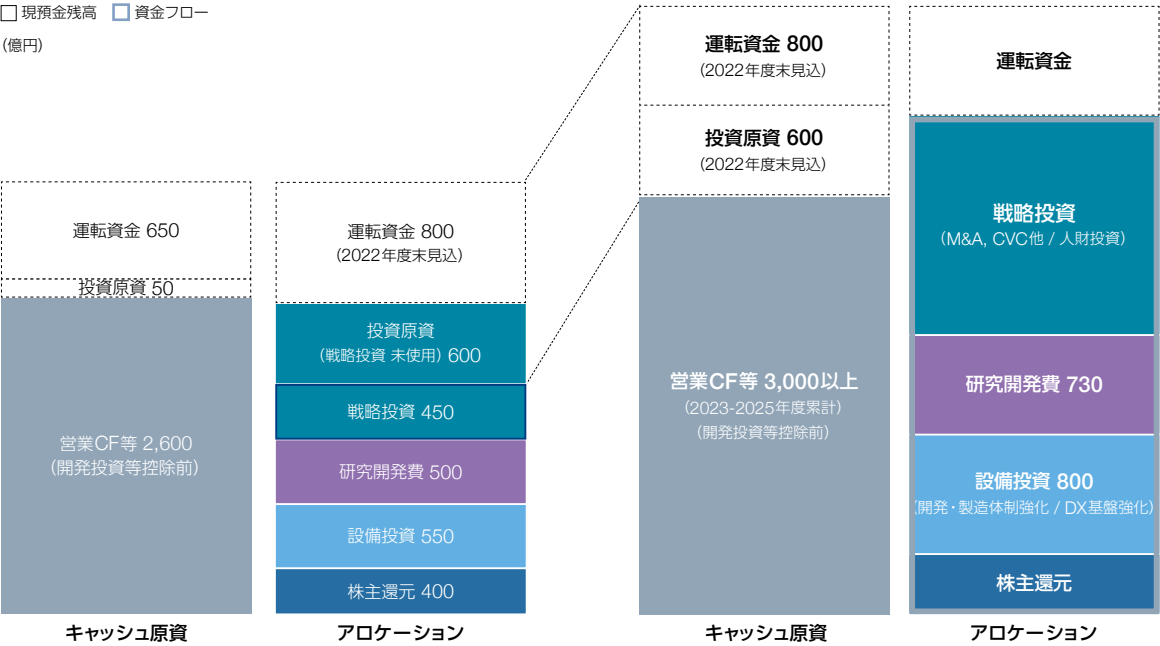 現預金残高 資金フロー
(億円)
運転資金 650
投資原資 50
営業CF等 2,600
(開発投資等控除前)
キャッシュ原資
運転資金 800
(2022年度末見込)
投資原資
(戦略投資 未使用) 600
戦略投資 450
研究開発費 500
設備投資 550
株主還元 400
アロケーション
運転資金 800
(2022年度末見込)
投資原資 600
(2022年度末見込)
営業CF等 3,000以上
(2023-2025年度累計)
(開発投資等控除前)
キャッシュ原資
運転資金
戦略投資
(M&A, CVC他 / 人財投資)
研究開発費 730
設備投資 800
(開発・製造体制強化 / DX基盤強化)
株主還元
アロケーション